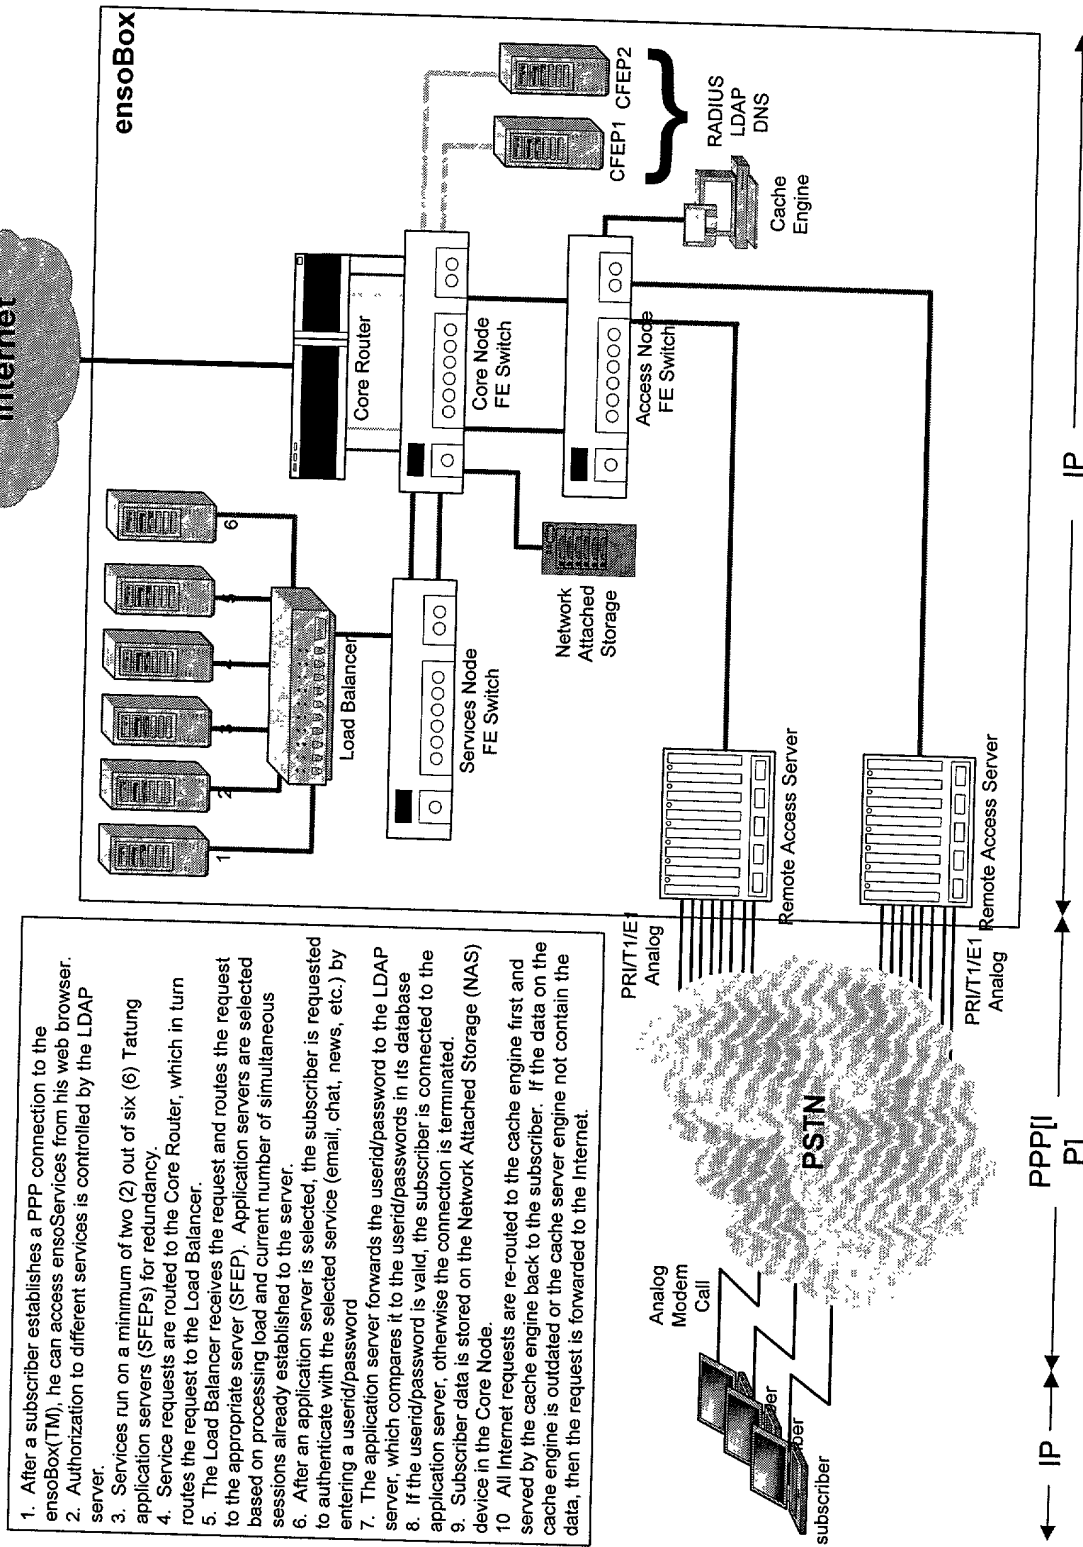 1. After a subscriber establishes a PPP connection to the
ensoBox(TM), he can access ensoServices from his web browser.
2. Authorization to different services is controlled by the LDAP
server.
3. Services run on a minimum of two (2) out of six (6) Tatung
application servers (SFEPs) for redundancy.
4. Service requests are routed to the Core Router, which in turn
routes the request to the Load Balancer.
5. The Load Balancer receives the request and routes the request
to the appropriate server (SFEP). Application servers are selected
based on processing load and current number of simultaneous
sessions already established to the server.
6. After an application server is selected, the subscriber is requested
to authenticate with the selected service (email, chat, news, etc.) by
entering a userid/password
7. The application server forwards the userid/password to the LDAP
server, which compares it to the userid/passwords in its database
8. If the userid/password is valid, the subscriber is connected to the
application server, otherwise the connection is terminated.
9. Subscriber data is stored on the Network Attached Storage (NAS)
device in the Core Node.
10 All Internet requests are re-routed to the cache engine first and
served by the cache engine back to the subscriber. If the data on the
cache engine is outdated or the cache server engine not contain the
data, then the request is forwarded to the Internet.
Internet
ensoBox
1
2
3
4
5
6
Load Balancer
Services Node
FE Switch
Core Router
Core Node
FE Switch
Access Node
FE Switch
CFEP1
CFEP2
RADIUS
LDAP
DNS
Cache
Engine
Network
Attached
Storage
Remote Access Server
Remote Access Server
PRI/T1/E1
Analog
PRI/T1/E1
Analog
PSTN
Analog
Modem
Call
subscriber
IP
PPP[I
P]
IP